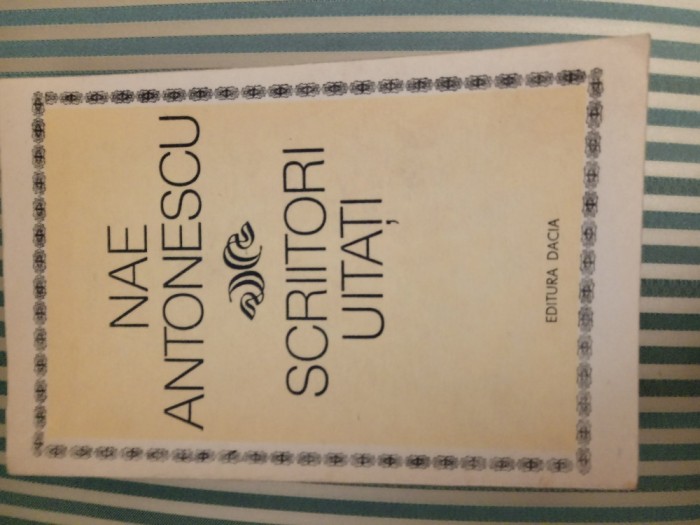 NAE
ANTONESCU
SCRIITORI
UITAȚI
EDITURA DACIA